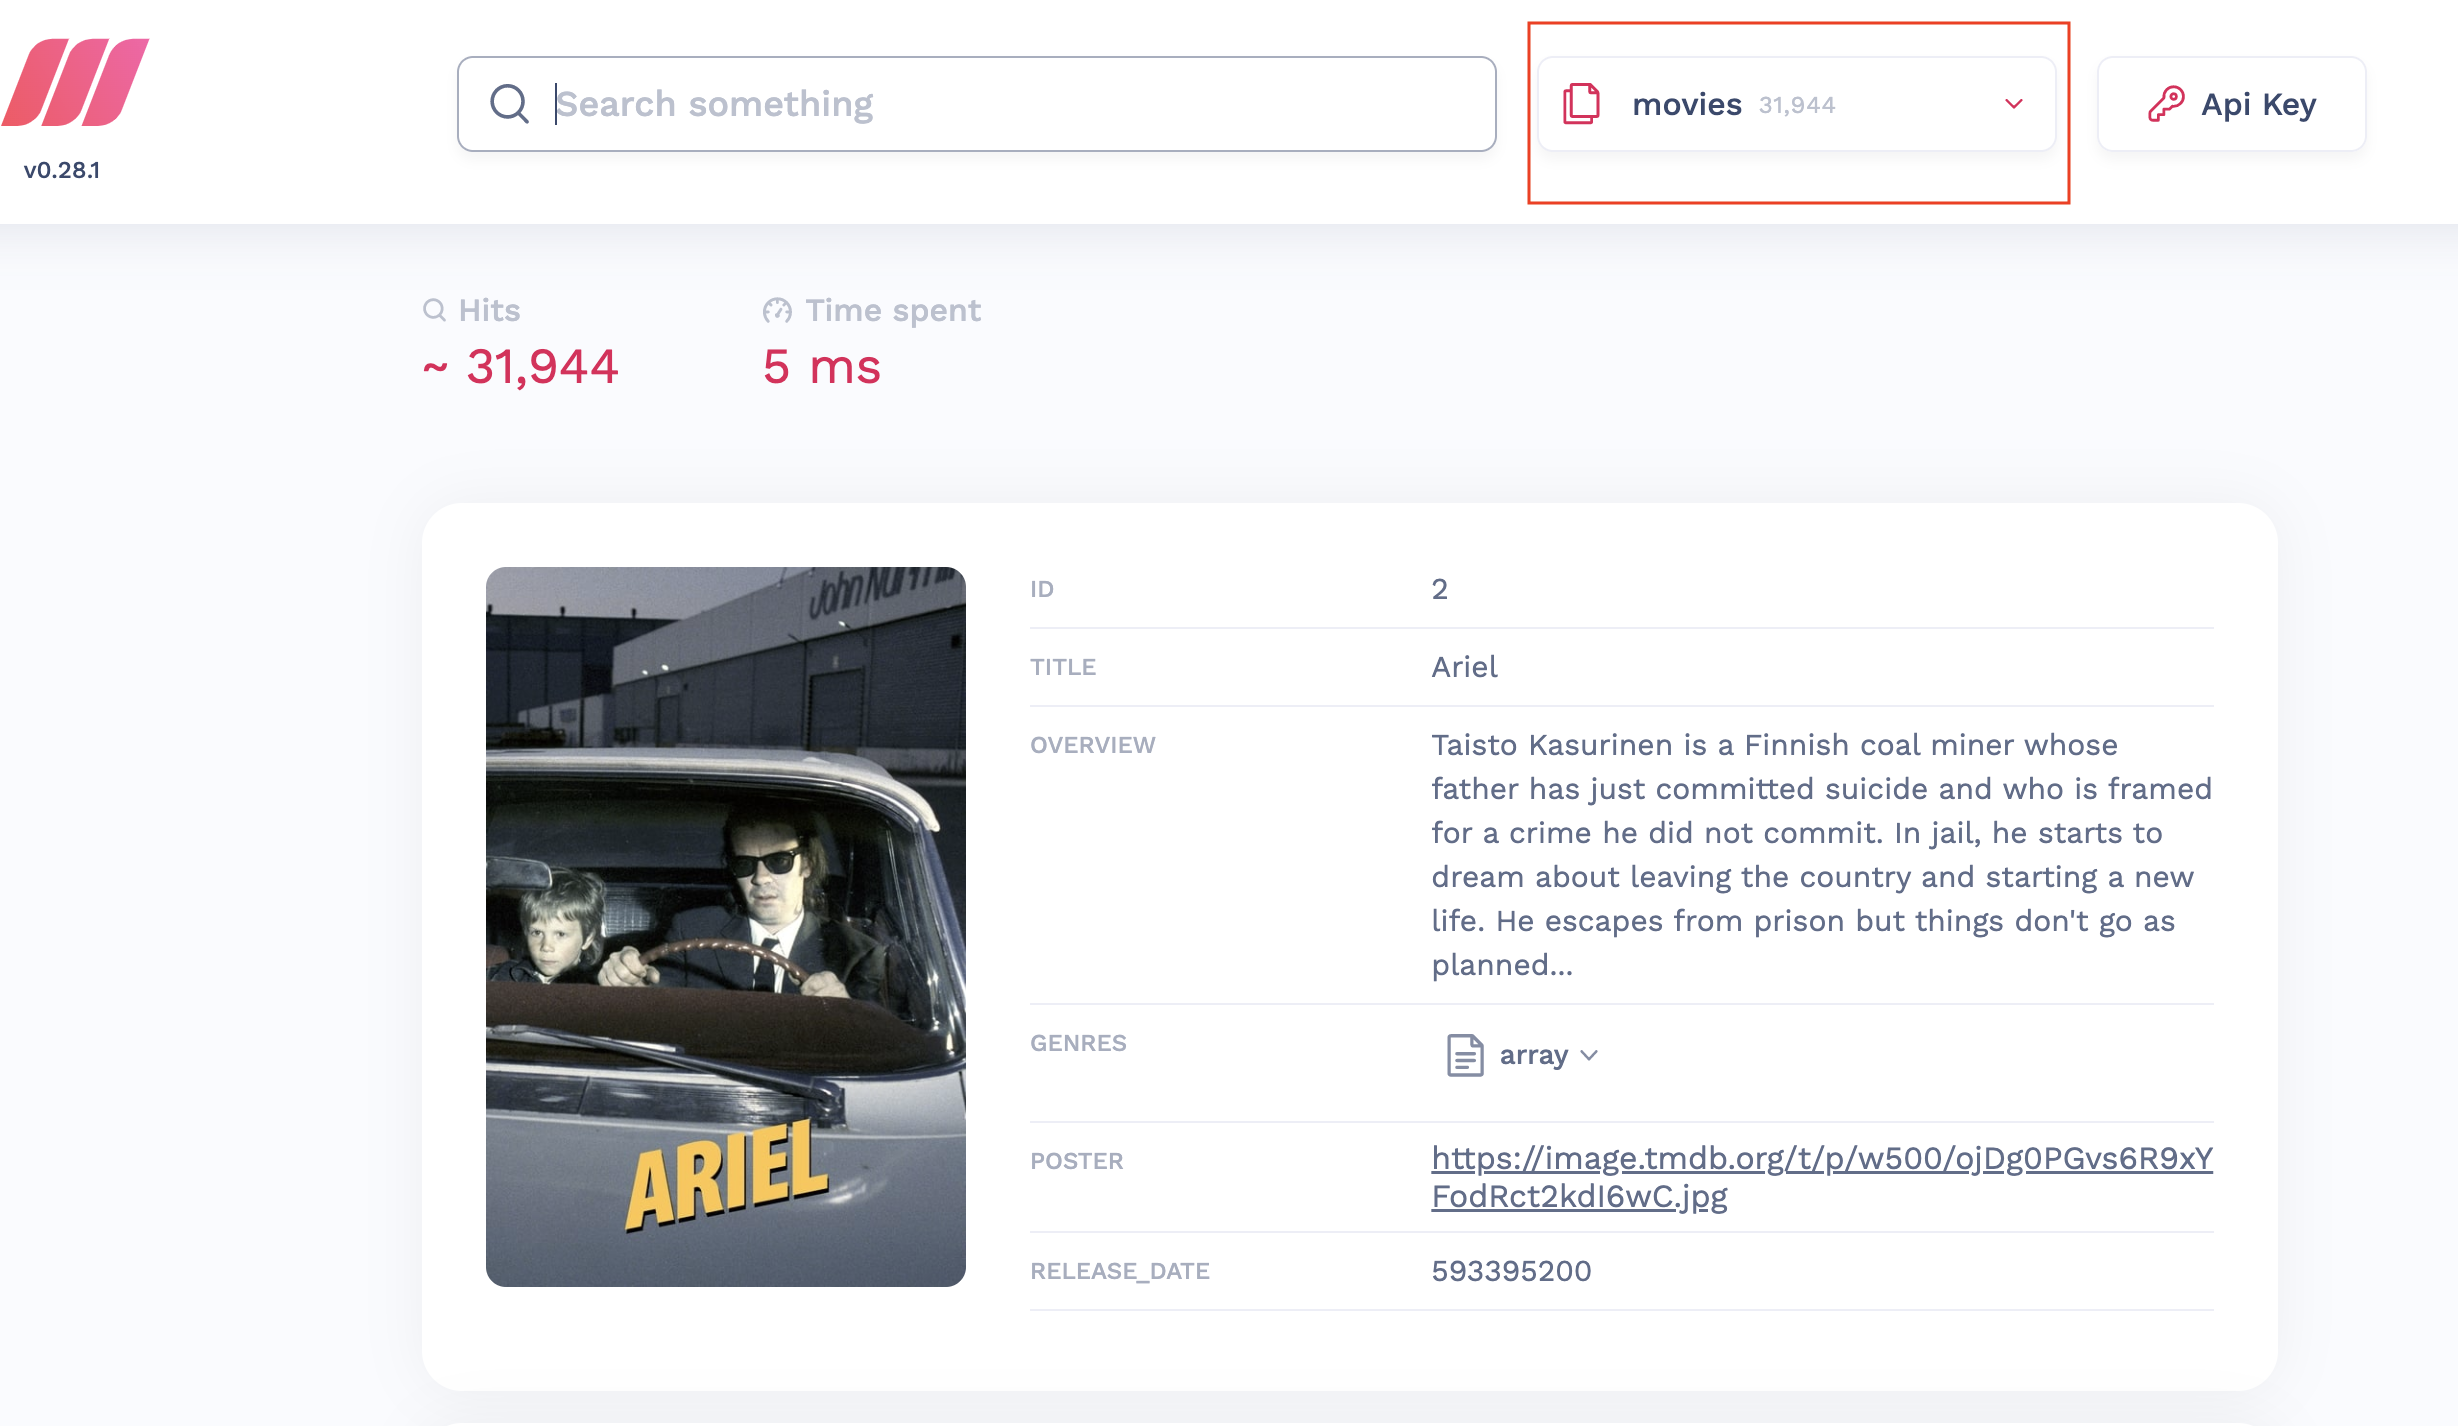 Search something
movies 31,944
Api Key
v0.28.1
Hits
~ 31,944
Time spent
5 ms
ID
2
TITLE
Ariel
OVERVIEW
Taisto Kasurinen is a Finnish coal miner whose
father has just committed suicide and who is framed
for a crime he did not commit. In jail, he starts to
dream about leaving the country and starting a new
life. He escapes from prison but things don't go as
planned...
GENRES
array
POSTER
https://image.tmdb.org/t/p/w500/ojDg0PGvs6R9xY
FodRct2kdI6wC.jpg
RELEASE_DATE
593395200
John
ARIEL